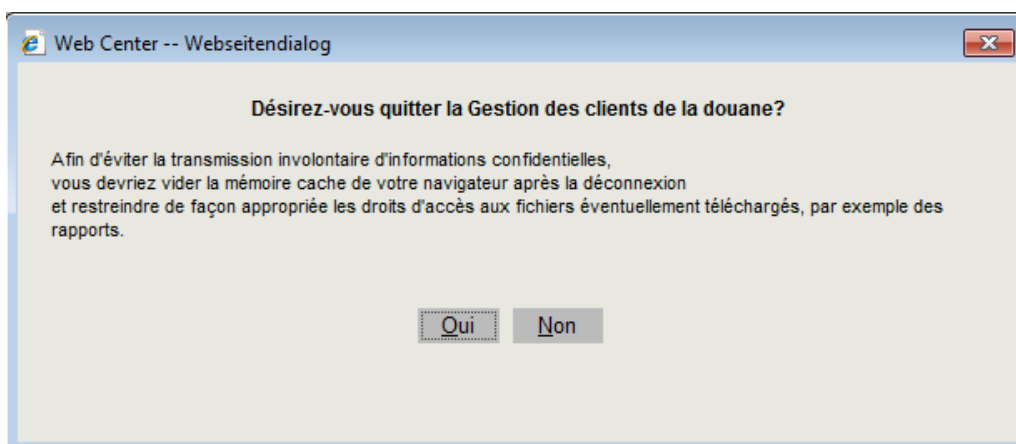 Web Center -- Webseitendialog
Désirez-vous quitter la Gestion des clients de la douane?
Afin d'éviter la transmission involontaire d'informations confidentielles,
vous devriez vider la mémoire cache de votre navigateur après la déconnexion
et restreindre de façon appropriée les droits d'accès aux fichiers éventuellement téléchargés, par exemple des
rapports.
Oui Non